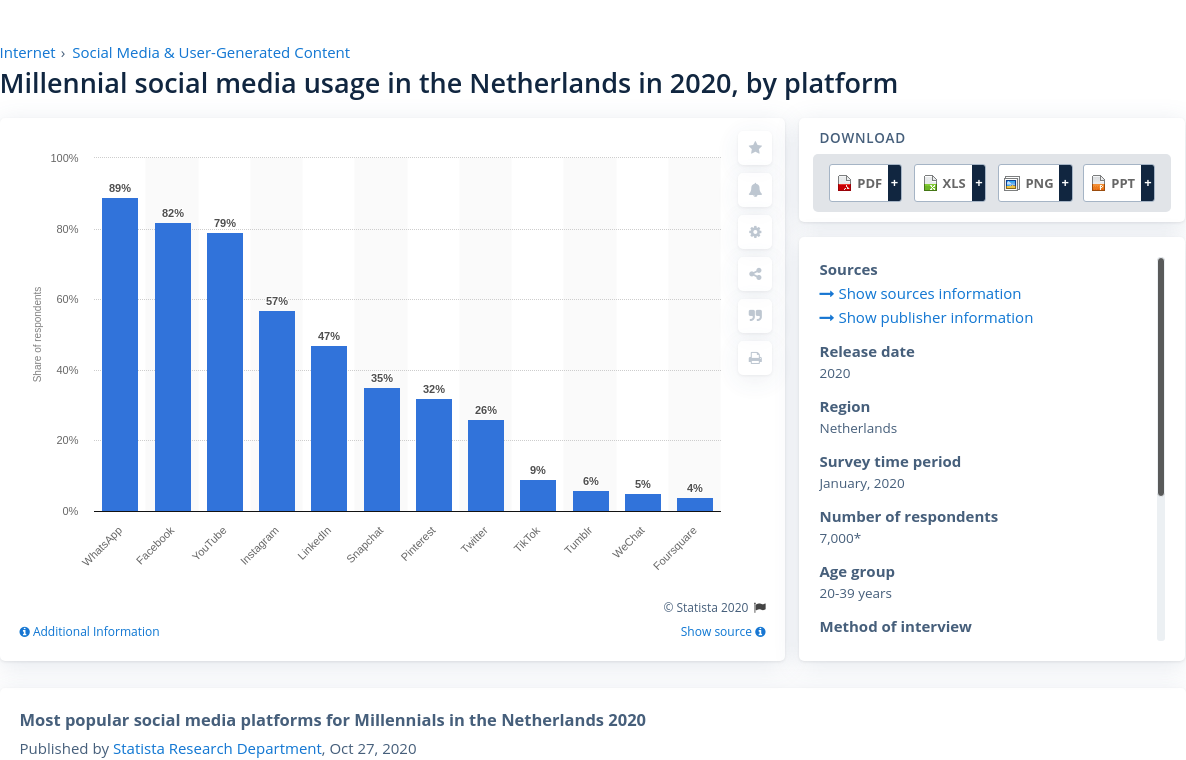 Internet › Social Media & User-Generated Content
Millennial social media usage in the Netherlands in 2020, by platform
Share of respondents
100%
80%
60%
40%
20%
0%
89%
82%
79%
57%
47%
35%
32%
26%
9%
6%
5%
4%
WhatsApp
Facebook
YouTube
Instagram
LinkedIn
Snapchat
Pinterest
Twitter
TikTok
Tumblr
WeChat
Foursquare
© Statista 2020
Additional Information
Show source
DOWNLOAD
PDF + XLS + PNG + PPT +
Sources
Show sources information
Show publisher information
Release date
2020
Region
Netherlands
Survey time period
January, 2020
Number of respondents
7,000*
Age group
20-39 years
Method of interview
Most popular social media platforms for Millennials in the Netherlands 2020
Published by Statista Research Department, Oct 27, 2020